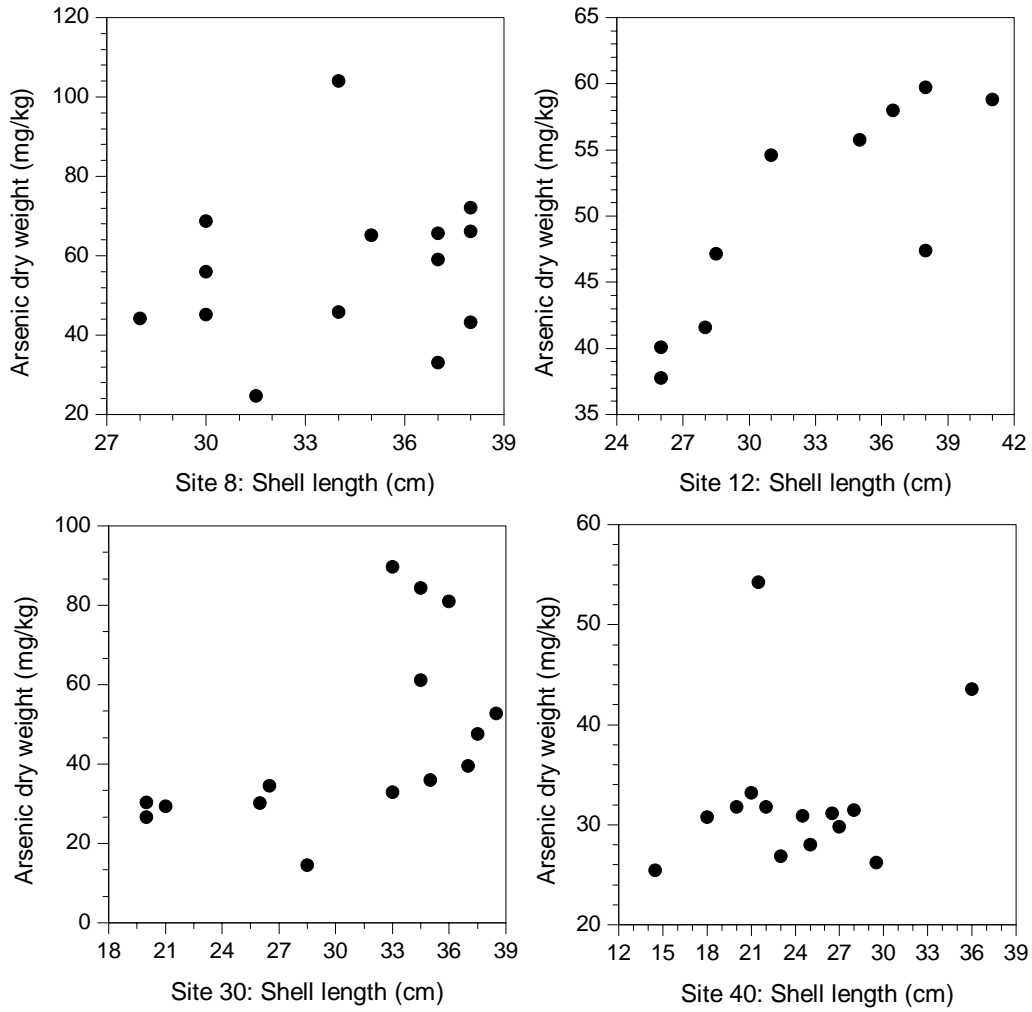 120
100
80
60
40
20
Arsenic dry weight (mg/kg)
27 30 33 36 39
Site 8: Shell length (cm)
65
60
55
50
45
40
35
Arsenic dry weight (mg/kg)
24 27 30 33 36 39 42
Site 12: Shell length (cm)
100
80
60
40
20
0
Arsenic dry weight (mg/kg)
18 21 24 27 30 33 36 39
Site 30: Shell length (cm)
60
50
40
30
20
Arsenic dry weight (mg/kg)
12 15 18 21 24 27 30 33 36 39
Site 40: Shell length (cm)